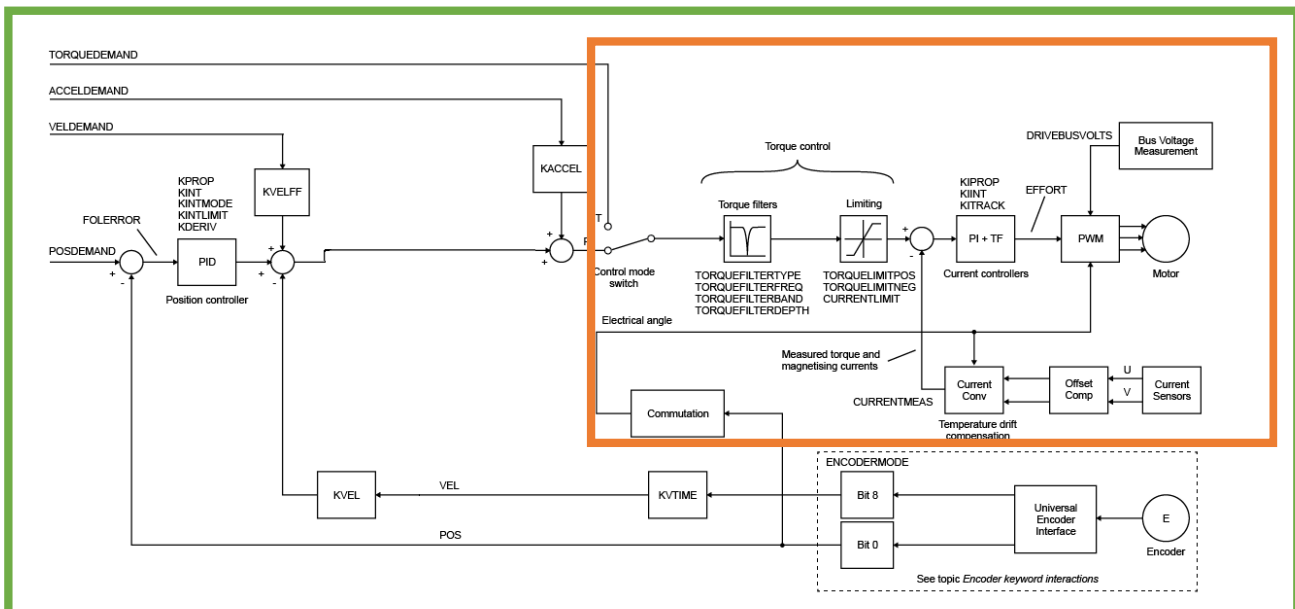 TORQUEDEMAND
ACCELDEMAND
VELDEMAND
DRIVEBUSVOLTS
Bus Voltage
Measurement
Torque control
KACCEL
KPROP
KINT
KINTMODE
KINTLIMIT
KDERIV
KVELFF
KIPROP
KIINT
KITRACK
EFFORT
FOLERROR
Torque filters
Limiting
T
POSDEMAND
+
-
PID
+
+
-
+
+
P
+
-
PI + TF
PWM
Position controller
Control mode
switch
Current controllers
Motor
TORQUEFILTERTYPE
TORQUEFILTERFREQ
TORQUEFILTERBAND
TORQUEFILTERDEPTH
TORQUELIMITPOS
TORQUELIMITNEG
CURRENTLIMIT
Electrical angle
Measured torque and
magnetising currents
CURRENTMEAS
Current
Conv
Offset
Comp
U
V
Current
Sensors
Commutation
Temperature drift
compensation
ENCODERMODE
KVEL
VEL
KVTIME
Bit 8
Universal
Encoder
Interface
E
Encoder
POS
Bit 0
See topic Encoder keyword interactions